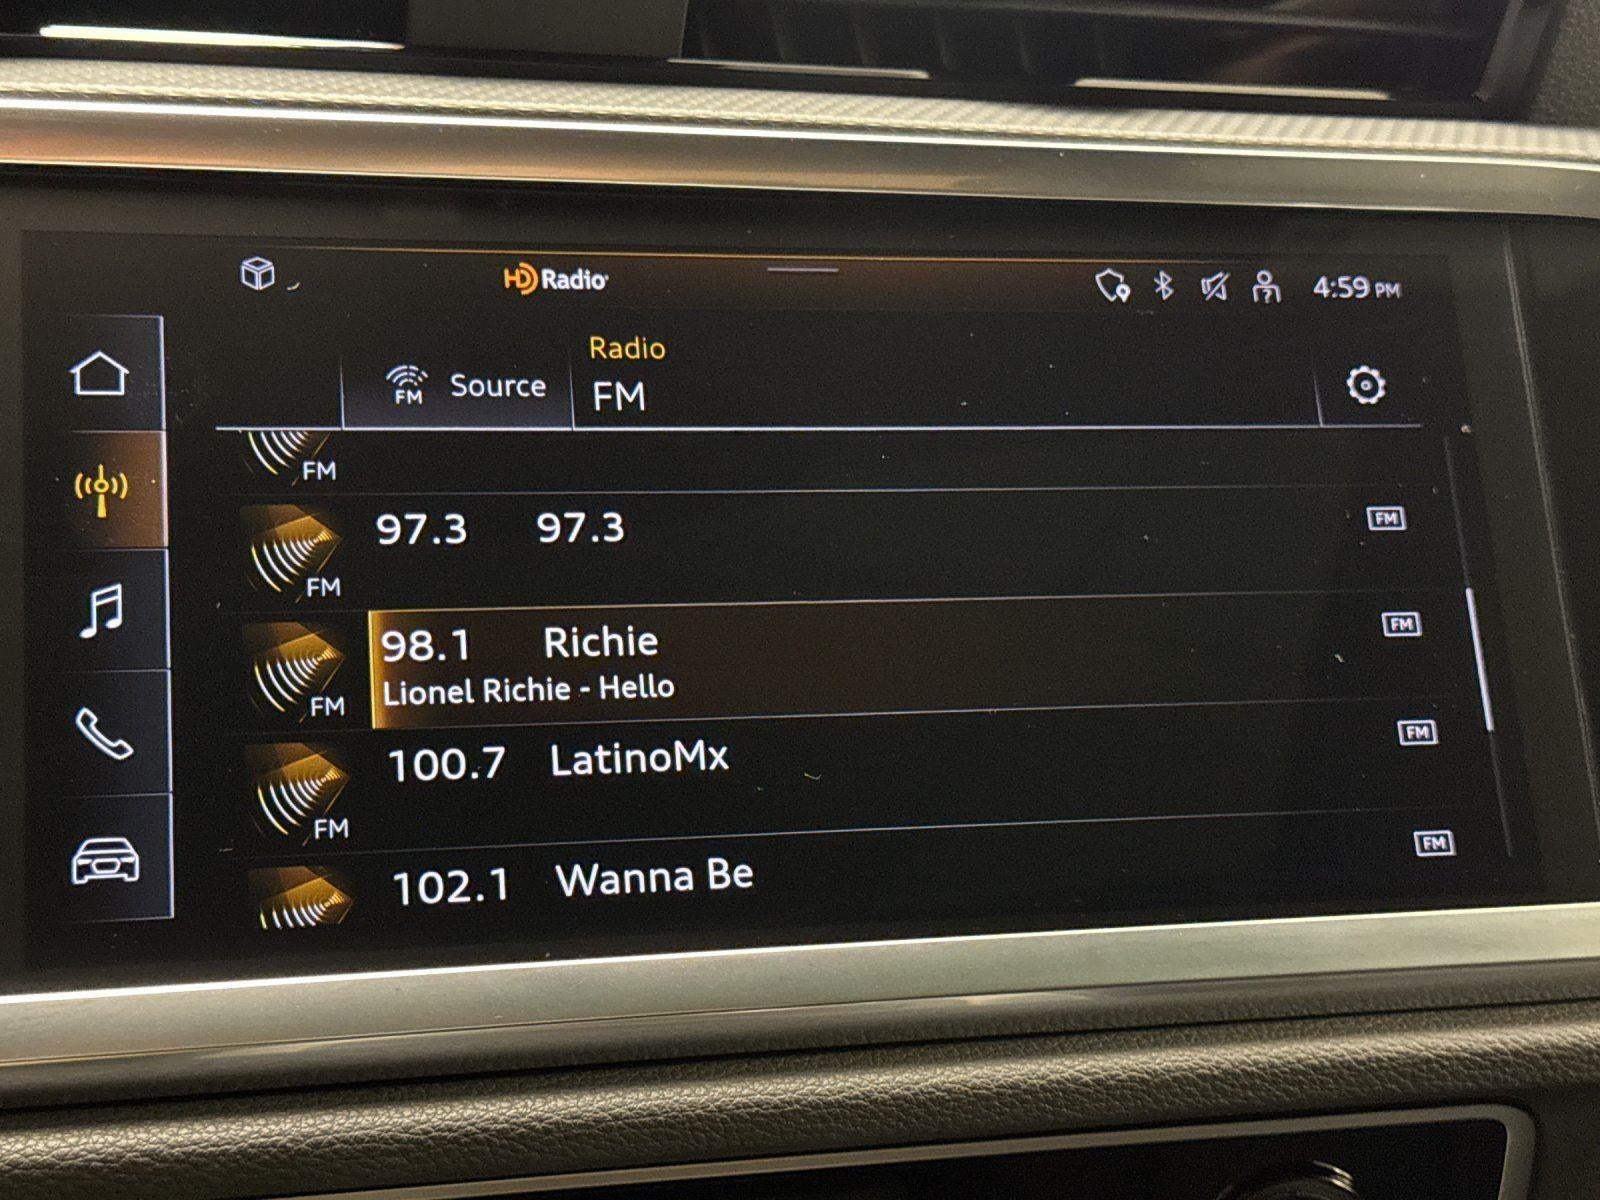 HD Radio
4:59 PM
FM Source
Radio
FM
FM
97.3 97.3 FM
FM
98.1 Richie FM
Lionel Richie - Hello
FM
100.7 LatinoMx FM
FM
102.1 Wanna Be FM